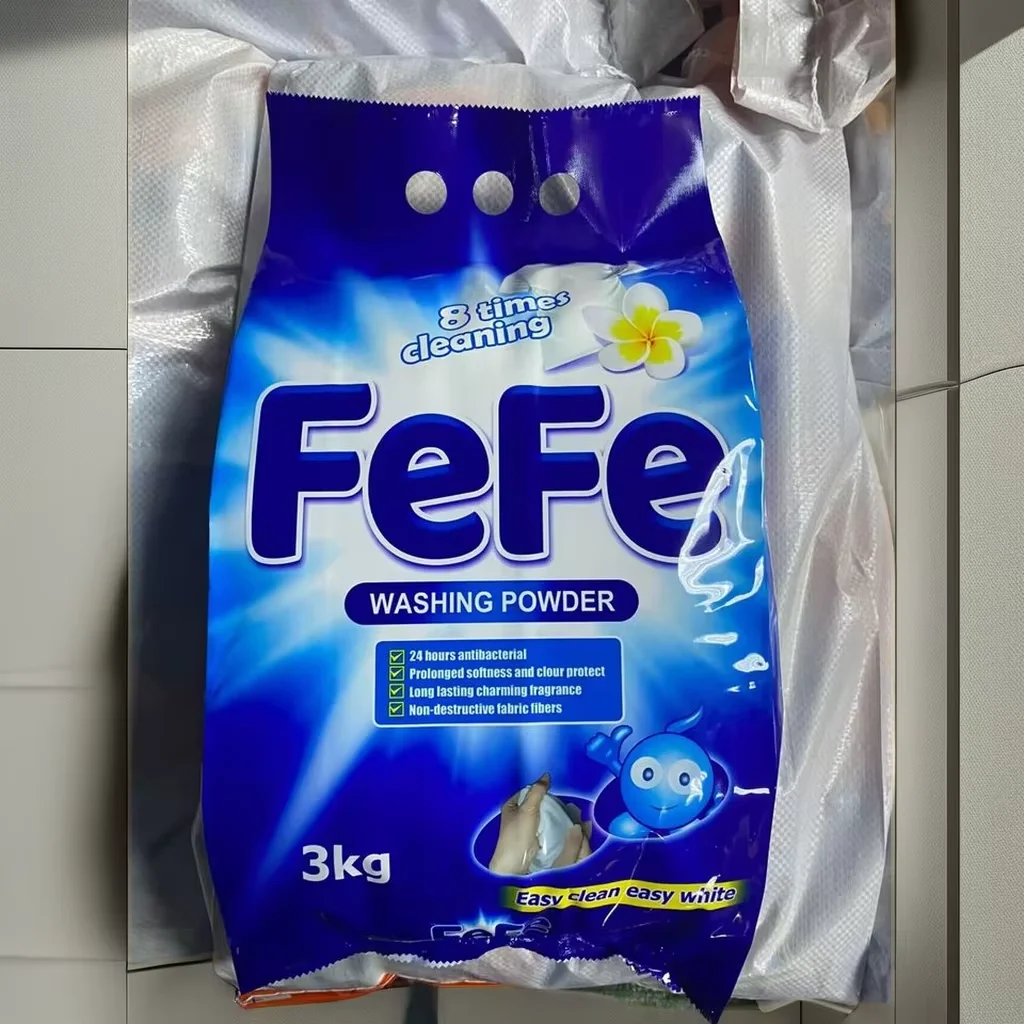 8 times
cleaning
FeFe
WASHING POWDER
24 hours antibacterial
Prolonged softness and clour protect
Long lasting charming fragrance
Non-destructive fabric fibers
3kg
Easy clean easy white
FeFe